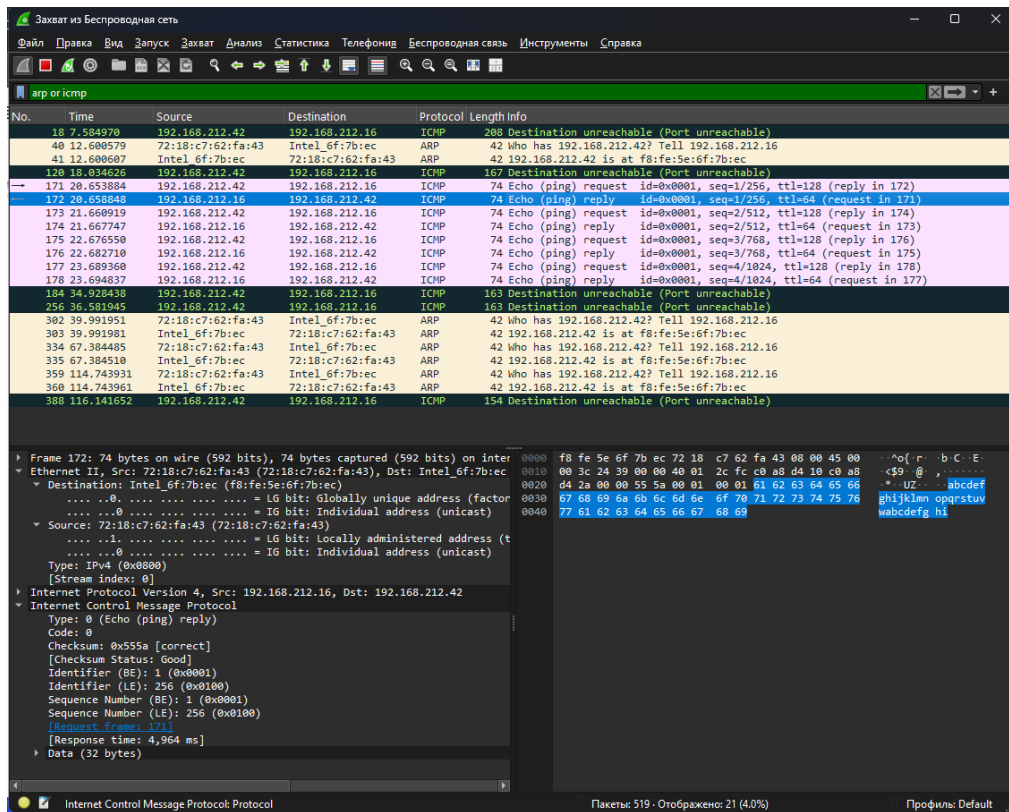 Захват из Беспроводная сеть
Файл Правка Вид Запуск Захват Анализ Статистика Телефония Беспроводная связь Инструменты Справка
arp or icmp
No. Time Source Destination Protocol Length Info
18 7.584970 192.168.212.42 192.168.212.16 ICMP 208 Destination unreachable (Port unreachable)
40 12.600579 72:18:c7:62:fa:43 Intel_6f:7b:ec ARP 42 Who has 192.168.212.42? Tell 192.168.212.16
41 12.600607 Intel_6f:7b:ec 72:18:c7:62:fa:43 ARP 42 192.168.212.42 is at f8:fe:5e:6f:7b:ec
120 18.034626 192.168.212.42 192.168.212.16 ICMP 167 Destination unreachable (Port unreachable)
171 20.653884 192.168.212.42 192.168.212.16 ICMP 74 Echo (ping) request id=0x0001, seq=1/256, ttl=128 (reply in 172)
172 20.658848 192.168.212.16 192.168.212.42 ICMP 74 Echo (ping) reply id=0x0001, seq=1/256, ttl=64 (request in 171)
173 21.660919 192.168.212.42 192.168.212.16 ICMP 74 Echo (ping) request id=0x0001, seq=2/512, ttl=128 (reply in 174)
174 21.667747 192.168.212.16 192.168.212.42 ICMP 74 Echo (ping) reply id=0x0001, seq=2/512, ttl=64 (request in 173)
175 22.676550 192.168.212.42 192.168.212.16 ICMP 74 Echo (ping) request id=0x0001, seq=3/768, ttl=128 (reply in 176)
176 22.682710 192.168.212.16 192.168.212.42 ICMP 74 Echo (ping) reply id=0x0001, seq=3/768, ttl=64 (request in 175)
177 23.689360 192.168.212.42 192.168.212.16 ICMP 74 Echo (ping) request id=0x0001, seq=4/1024, ttl=128 (reply in 178)
178 23.694837 192.168.212.16 192.168.212.42 ICMP 74 Echo (ping) reply id=0x0001, seq=4/1024, ttl=64 (request in 177)
184 34.928438 192.168.212.42 192.168.212.16 ICMP 163 Destination unreachable (Port unreachable)
256 36.581945 192.168.212.42 192.168.212.16 ICMP 163 Destination unreachable (Port unreachable)
302 39.991951 72:18:c7:62:fa:43 Intel_6f:7b:ec ARP 42 Who has 192.168.212.42? Tell 192.168.212.16
303 39.991981 Intel_6f:7b:ec 72:18:c7:62:fa:43 ARP 42 192.168.212.42 is at f8:fe:5e:6f:7b:ec
334 67.384485 72:18:c7:62:fa:43 Intel_6f:7b:ec ARP 42 Who has 192.168.212.42? Tell 192.168.212.16
335 67.384510 Intel_6f:7b:ec 72:18:c7:62:fa:43 ARP 42 192.168.212.42 is at f8:fe:5e:6f:7b:ec
359 114.743931 72:18:c7:62:fa:43 Intel_6f:7b:ec ARP 42 Who has 192.168.212.42? Tell 192.168.212.16
360 114.743961 Intel_6f:7b:ec 72:18:c7:62:fa:43 ARP 42 192.168.212.42 is at f8:fe:5e:6f:7b:ec
388 116.141652 192.168.212.42 192.168.212.16 ICMP 154 Destination unreachable (Port unreachable)
Frame 172: 74 bytes on wire (592 bits), 74 bytes captured (592 bits) on inter
Ethernet II, Src: 72:18:c7:62:fa:43 (72:18:c7:62:fa:43), Dst: Intel_6f:7b:ec
Destination: Intel_6f:7b:ec (f8:fe:5e:6f:7b:ec)
.... ..0. .... .... .... .... = LG bit: Globally unique address (factor
.... ...0 .... .... .... .... = IG bit: Individual address (unicast)
Source: 72:18:c7:62:fa:43 (72:18:c7:62:fa:43)
.... ..1. .... .... .... .... = LG bit: Locally administered address (t
.... ...0 .... .... .... .... = IG bit: Individual address (unicast)
Type: IPv4 (0x0800)
[Stream index: 0]
Internet Protocol Version 4, Src: 192.168.212.16, Dst: 192.168.212.42
Internet Control Message Protocol
Type: 0 (Echo (ping) reply)
Code: 0
Checksum: 0x555a [correct]
[Checksum Status: Good]
Identifier (BE): 1 (0x0001)
Identifier (LE): 256 (0x0100)
Sequence Number (BE): 1 (0x0001)
Sequence Number (LE): 256 (0x0100)
[Request frame: 171]
[Response time: 4,964 ms]
Data (32 bytes)
0000 f8 fe 5e 6f 7b ec 72 18 c7 62 fa 43 08 00 45 00 ··^o{·r· ·b·C··E·
0010 00 3c 24 39 00 00 40 01 2c fc c0 a8 d4 10 c0 a8 ·<$9··@· ,·······
0020 d4 2a 00 00 55 5a 00 01 00 01 61 62 63 64 65 66 ·*··UZ·· ··abcdef
0030 67 68 69 6a 6b 6c 6d 6e 6f 70 71 72 73 74 75 76 ghijklmn opqrstuv
0040 77 61 62 63 64 65 66 67 68 69 wabcdefg hi
Internet Control Message Protocol: Protocol
Пакеты: 519 · Отображено: 21 (4.0%)
Профиль: Default